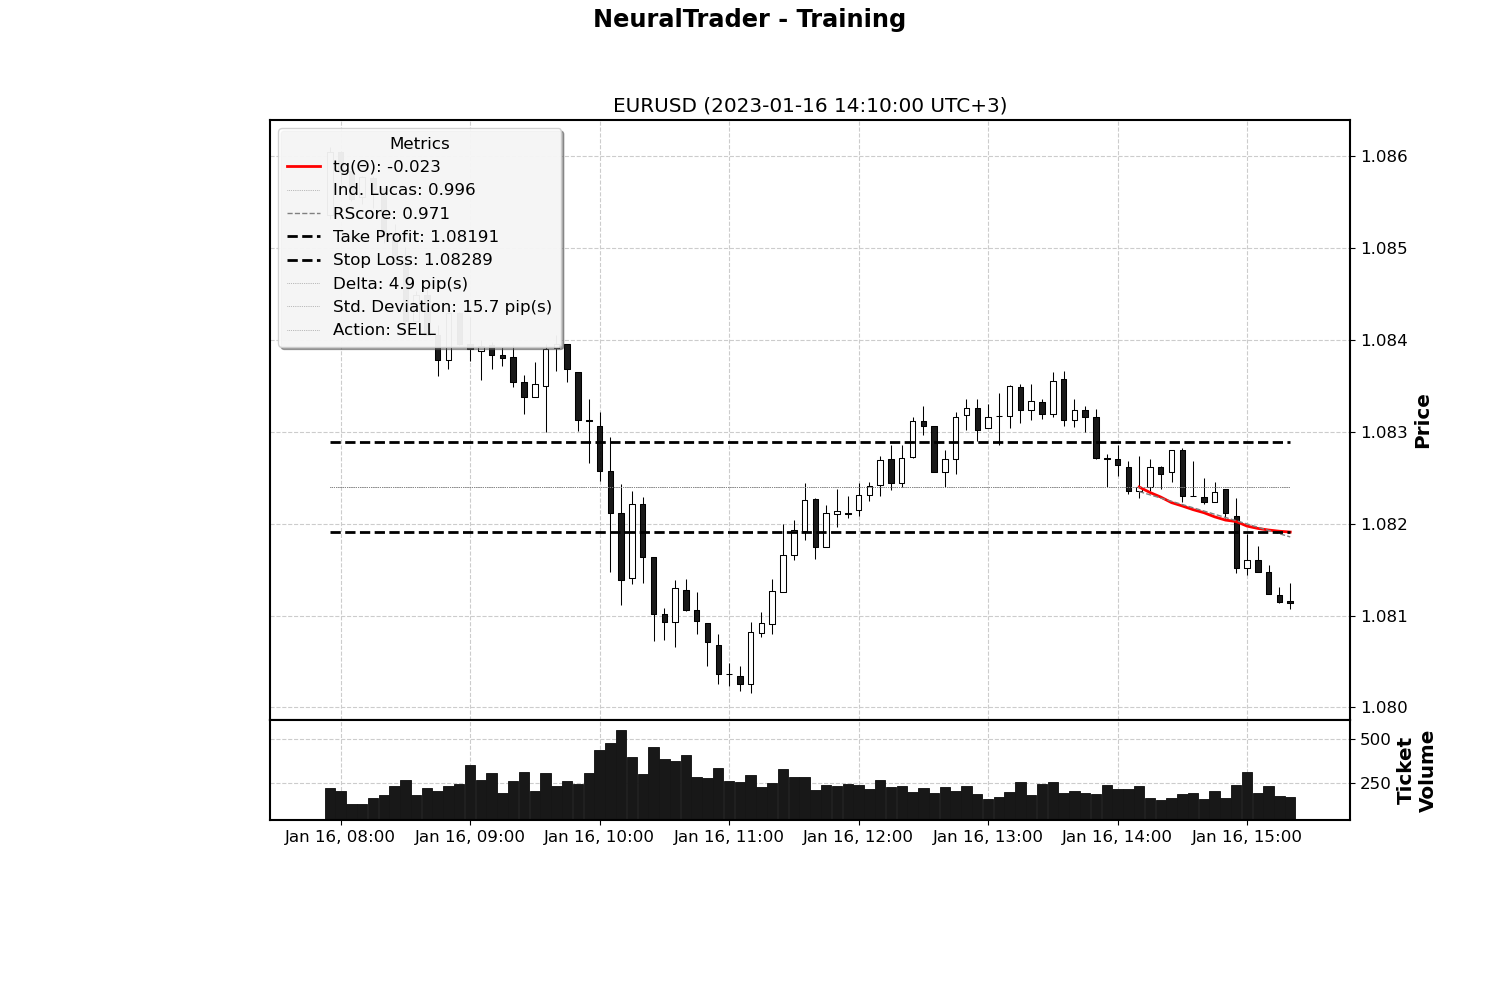 NeuralTrader - Training
EURUSD (2023-01-16 14:10:00 UTC+3)
Metrics
tg(Θ): -0.023
Ind. Lucas: 0.996
RScore: 0.971
Take Profit: 1.08191
Stop Loss: 1.08289
Delta: 4.9 pip(s)
Std. Deviation: 15.7 pip(s)
Action: SELL
1.086
1.085
1.084
1.083
1.082
1.081
1.080
Price
500
250
Ticket
Volume
Jan 16, 08:00
Jan 16, 09:00
Jan 16, 10:00
Jan 16, 11:00
Jan 16, 12:00
Jan 16, 13:00
Jan 16, 14:00
Jan 16, 15:00